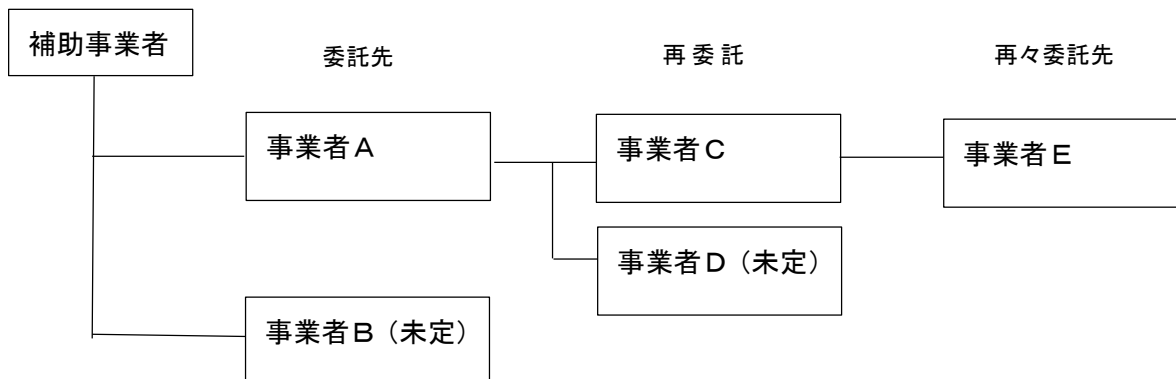 補助事業者
委託先
再委託
再々委託先
事業者A
事業者C
事業者E
事業者D（未定）
事業者B（未定）